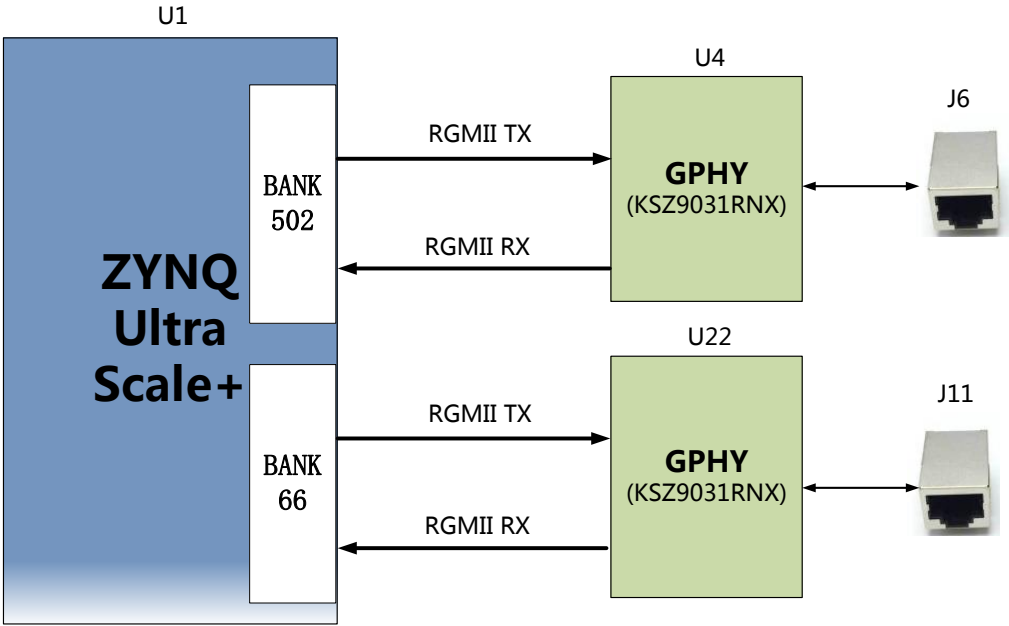 U1
ZYNQ
Ultra
Scale+
BANK
502
BANK
66
RGMII TX
RGMII RX
RGMII TX
RGMII RX
U4
GPHY
(KSZ9031RNX)
U22
GPHY
(KSZ9031RNX)
J6
J11